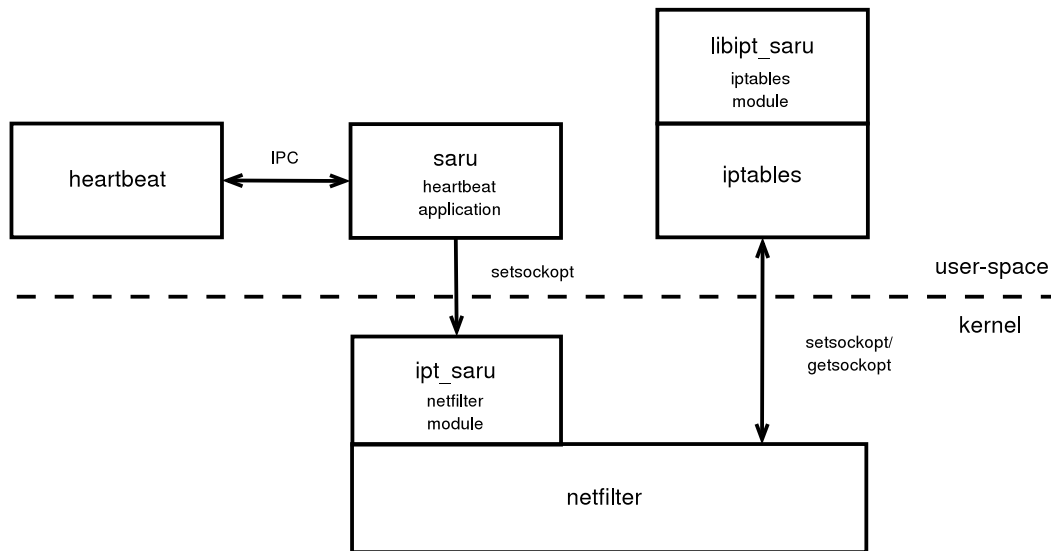 libipt_saru
iptables
module
heartbeat
IPC
saru
heartbeat
application
iptables
setsockopt
user-space
kernel
setsockopt/
getsockopt
ipt_saru
netfilter
module
netfilter